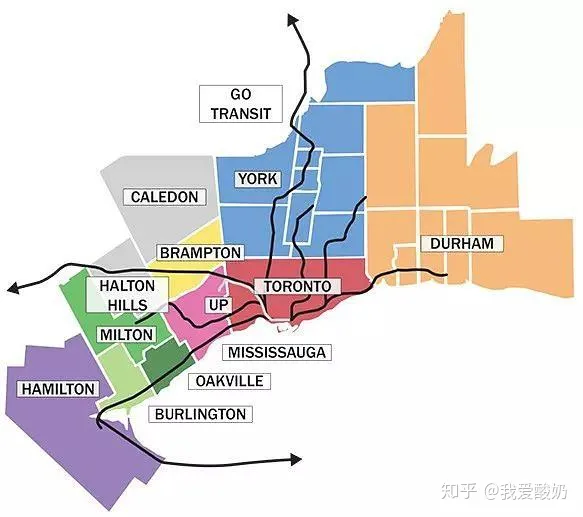 GO
TRANSIT
YORK
CALEDON
DURHAM
BRAMPTON
HALTON
HILLS
UP
TORONTO
MILTON
MISSISSAUGA
OAKVILLE
HAMILTON
BURLINGTON
知乎 @我爱酸奶